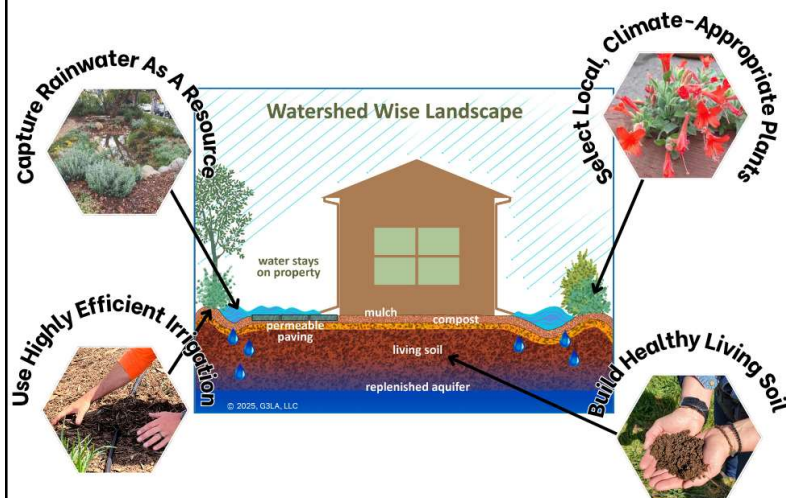 Capture Rainwater As A Resource
Select Local, Climate-Appropriate Plants
Watershed Wise Landscape
water stays
on property
mulch
compost
permeable
paving
living soil
replenished aquifer
© 2025, G3LA, LLC
Use Highly Efficient Irrigation
Build Healthy Living Soil